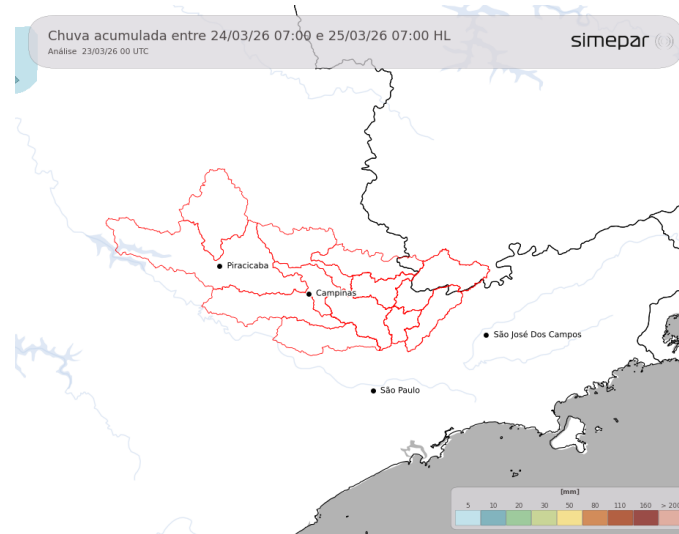 Chuva acumulada entre 24/03/26 07:00 e 25/03/26 07:00 HL
Análise 23/03/26 00 UTC
simepar
Piracicaba
Campinas
São José Dos Campos
São Paulo
[mm]
5 10 20 30 50 80 110 160 > 200